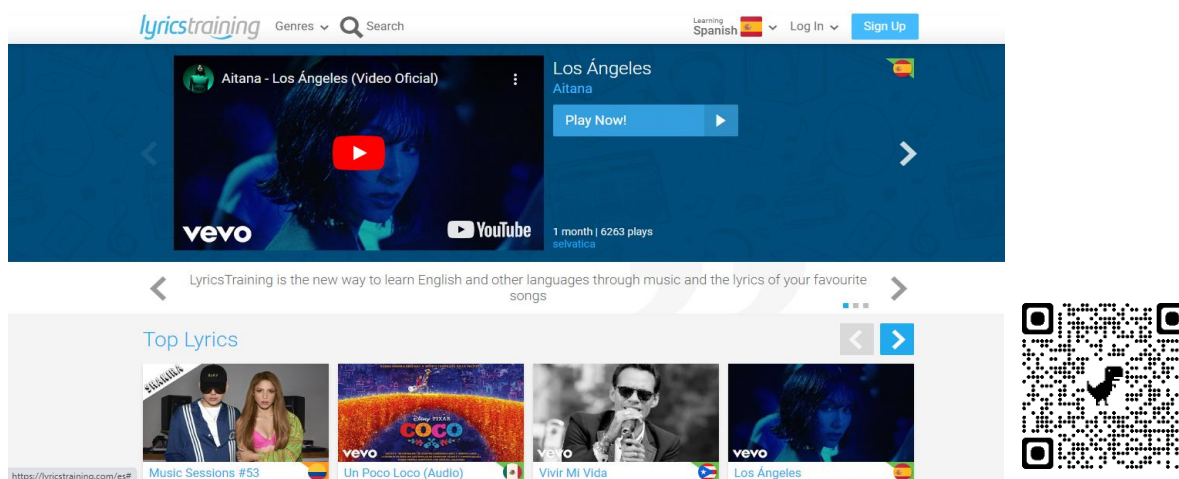 lyricstraining Genres Search Learning Spanish Log In Sign Up
Aitana - Los Ángeles (Video Oficial)
vevo YouTube
Los Ángeles
Aitana
Play Now!
1 month | 6263 plays
selvatica
LyricsTraining is the new way to learn English and other languages through music and the lyrics of your favourite
songs
Top Lyrics
SHAKIRA
Disney PIXAR
COCO
vevo
vevo
vevo
Music Sessions #53
Un Poco Loco (Audio)
Vivir Mi Vida
Los Ángeles
https://lyricstraining.com/es#